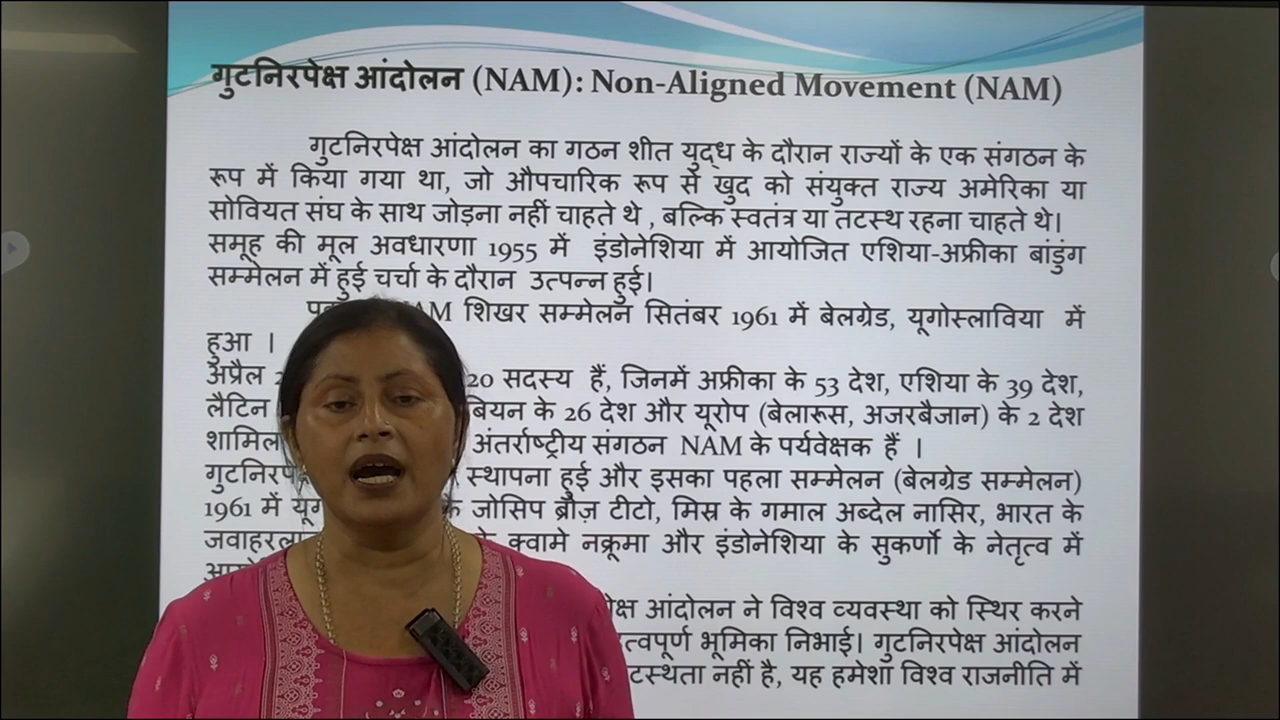 गुटनिरपेक्ष आंदोलन (NAM): Non-Aligned Movement (NAM)
गुटनिरपेक्ष आंदोलन का गठन शीत युद्ध के दौरान राज्यों के एक संगठन के
रूप में किया गया था, जो औपचारिक रूप से खुद को संयुक्त राज्य अमेरिका या
सोवियत संघ के साथ जोड़ना नहीं चाहते थे , बल्कि स्वतंत्र या तटस्थ रहना चाहते थे।
समूह की मूल अवधारणा 1955 में इंडोनेशिया में आयोजित एशिया-अफ्रीका बांडुंग
सम्मेलन में हुई चर्चा के दौरान उत्पन्न हुई।
शिखर सम्मेलन सितंबर 1961 में बेलग्रेड, यूगोस्लाविया में
हुआ ।
अप्रैल सदस्य हैं, जिनमें अफ्रीका के 53 देश, एशिया के 39 देश,
लैटिन के 26 देश और यूरोप (बेलारूस, अजरबैजान) के 2 देश
शामिल अंतर्राष्ट्रीय संगठन NAM के पर्यवेक्षक हैं ।
स्थापना हुई और इसका पहला सम्मेलन (बेलग्रेड सम्मेलन)
1961 में जोसिप ब्रौज़ टीटो, मिस्र के गमाल अब्देल नासिर, भारत के
क्वामे नक्रूमा और इंडोनेशिया के सुकर्णो के नेतृत्व में
आंदोलन ने विश्व व्यवस्था को स्थिर करने
भूमिका निभाई। गुटनिरपेक्ष आंदोलन
नहीं है, यह हमेशा विश्व राजनीति में